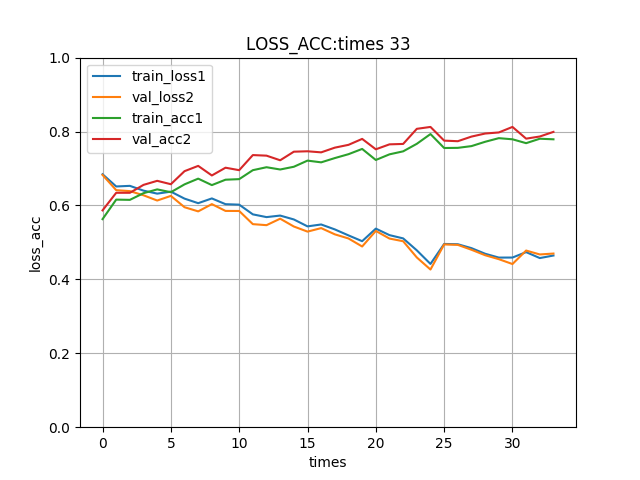 LOSS_ACC:times 33
train_loss1
val_loss2
train_acc1
val_acc2
loss_acc
1.0
0.8
0.6
0.4
0.2
0.0
0 5 10 15 20 25 30
times